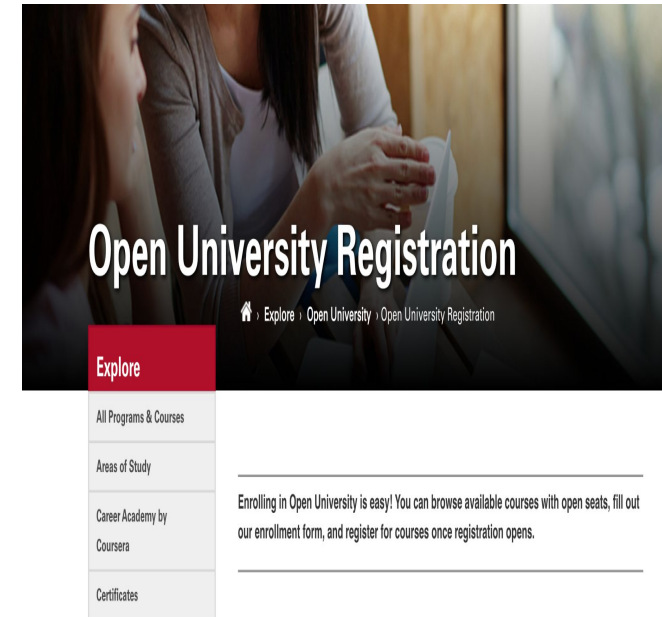 Open University Registration
› Explore › Open University › Open University Registration
Explore
All Programs & Courses
Areas of Study
Career Academy by
Coursera
Certificates
Enrolling in Open University is easy! You can browse available courses with open seats, fill out
our enrollment form, and register for courses once registration opens.